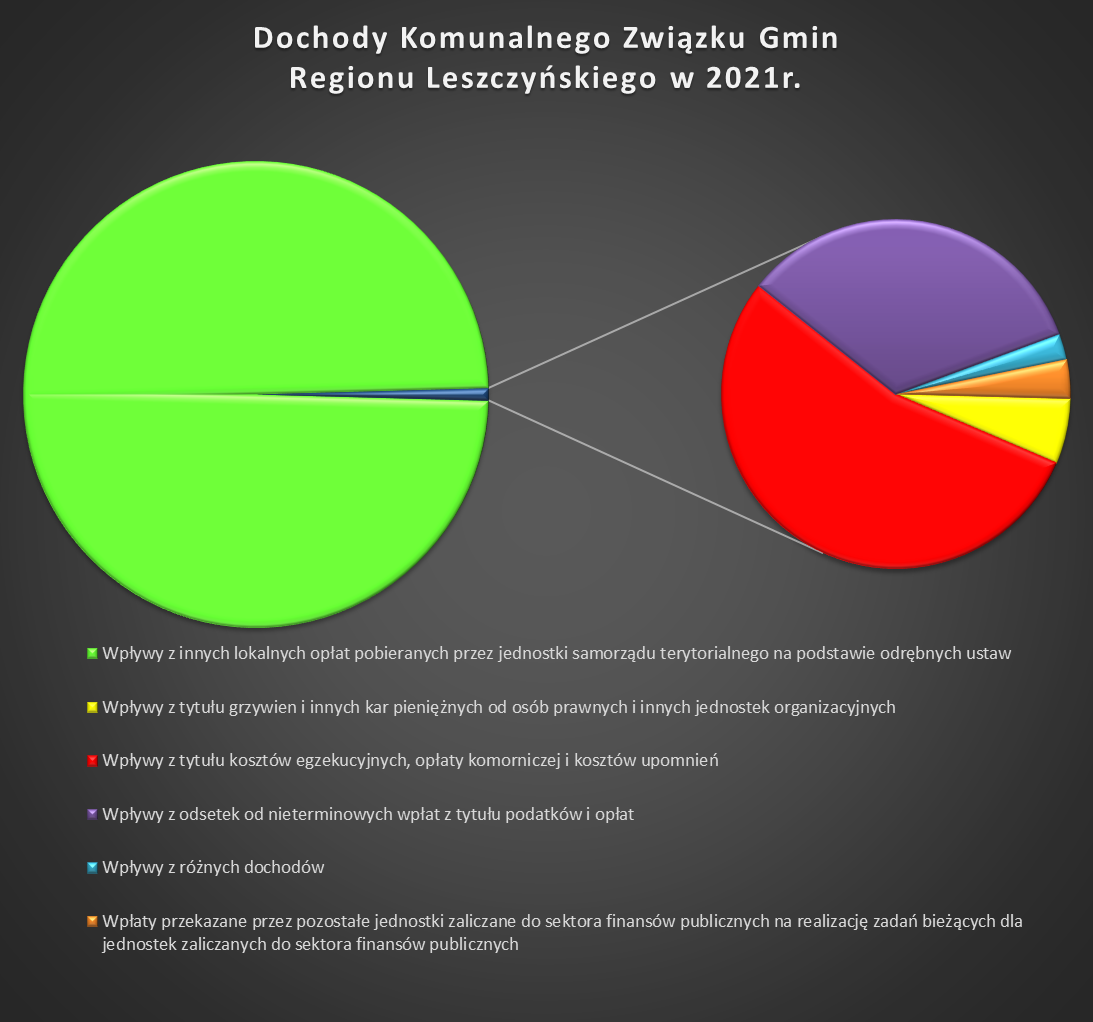 Dochody Komunalnego Związku Gmin
Regionu Leszczyńskiego w 2021r.
Wpływy z innych lokalnych opłat pobieranych przez jednostki samorządu terytorialnego na podstawie odrębnych ustaw
Wpływy z tytułu grzywien i innych kar pieniężnych od osób prawnych i innych jednostek organizacyjnych
Wpływy z tytułu kosztów egzekucyjnych, opłaty komorniczej i kosztów upomnień
Wpływy z odsetek od nieterminowych wpłat z tytułu podatków i opłat
Wpływy z różnych dochodów
Wpłaty przekazane przez pozostałe jednostki zaliczane do sektora finansów publicznych na realizację zadań bieżących dla
jednostek zaliczanych do sektora finansów publicznych